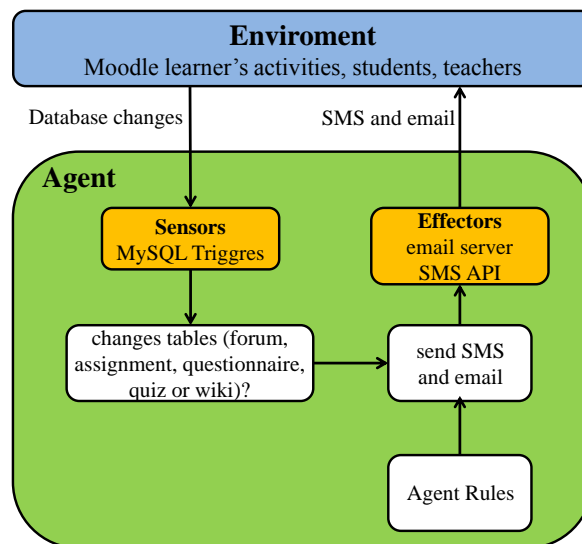 Enviroment
Moodle learner's activities, students, teachers
Database changes
SMS and email
Agent
Sensors
MySQL Triggres
Effectors
email server
SMS API
changes tables (forum,
assignment, questionnaire,
quiz or wiki)?
send SMS
and email
Agent Rules